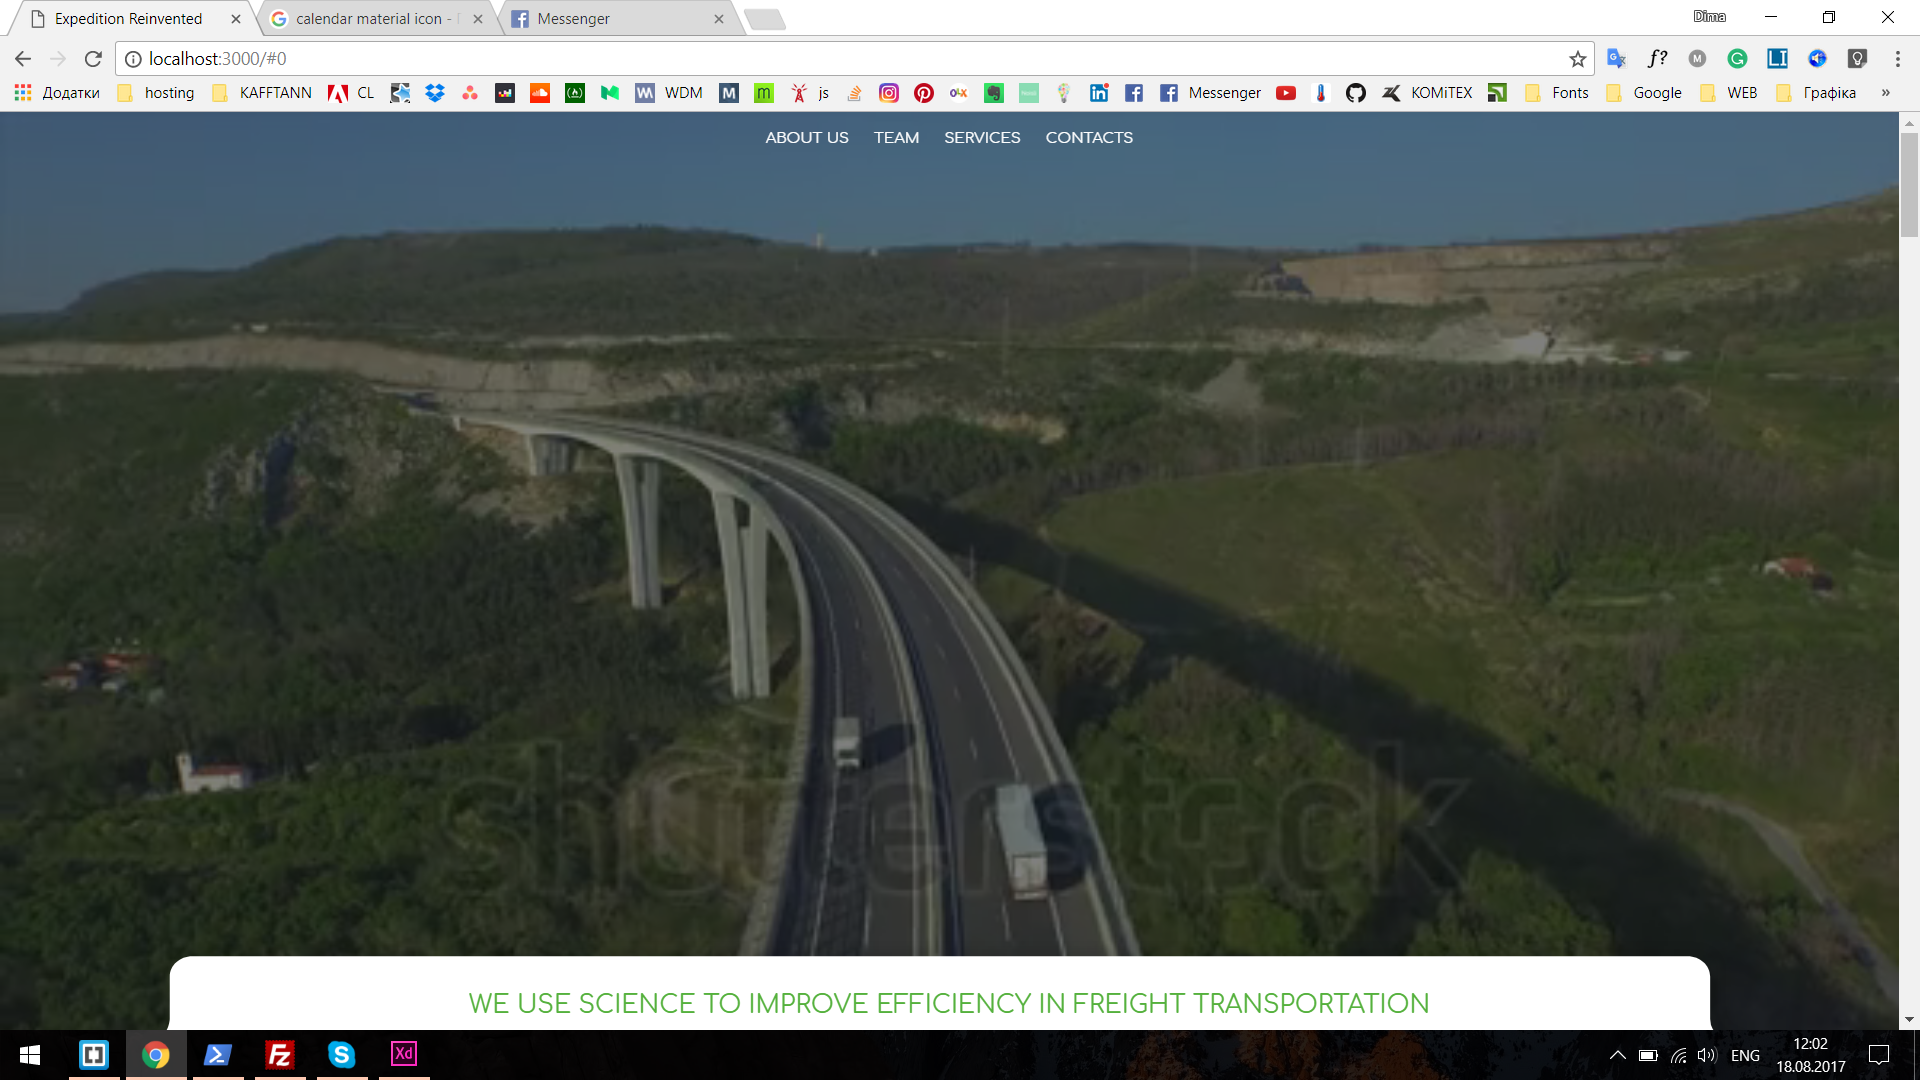 Expedition Reinvented
calendar material icon -
Messenger
Dima
localhost:3000/#0
Додатки
hosting
KAFFTANN
CL
WDM
js
Messenger
KOMiTEX
Fonts
Google
WEB
Графіка
»
ABOUT US
TEAM
SERVICES
CONTACTS
shutterstock
WE USE SCIENCE TO IMPROVE EFFICIENCY IN FREIGHT TRANSPORTATION
Xd
ENG
12:02
18.08.2017